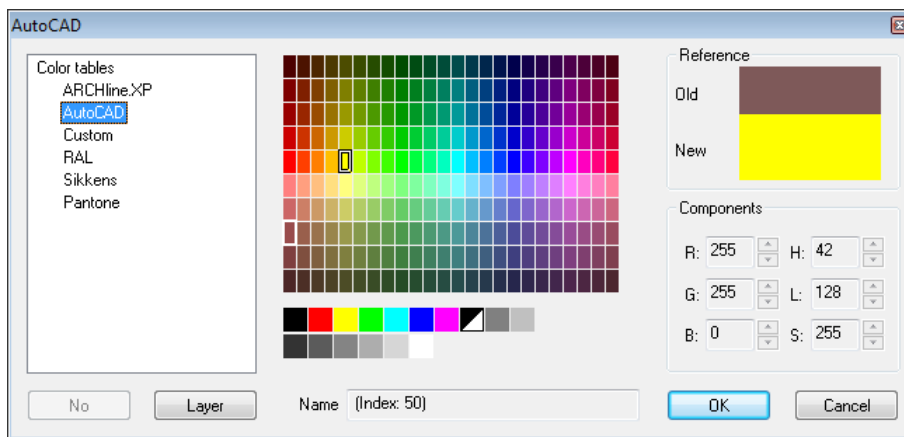 AutoCAD
Color tables
ARCHline.XP
AutoCAD
Custom
RAL
Sikkens
Pantone
Reference
Old
New
Components
R: 255 H: 42
G: 255 L: 128
B: 0 S: 255
No
Layer
Name (Index: 50)
OK
Cancel